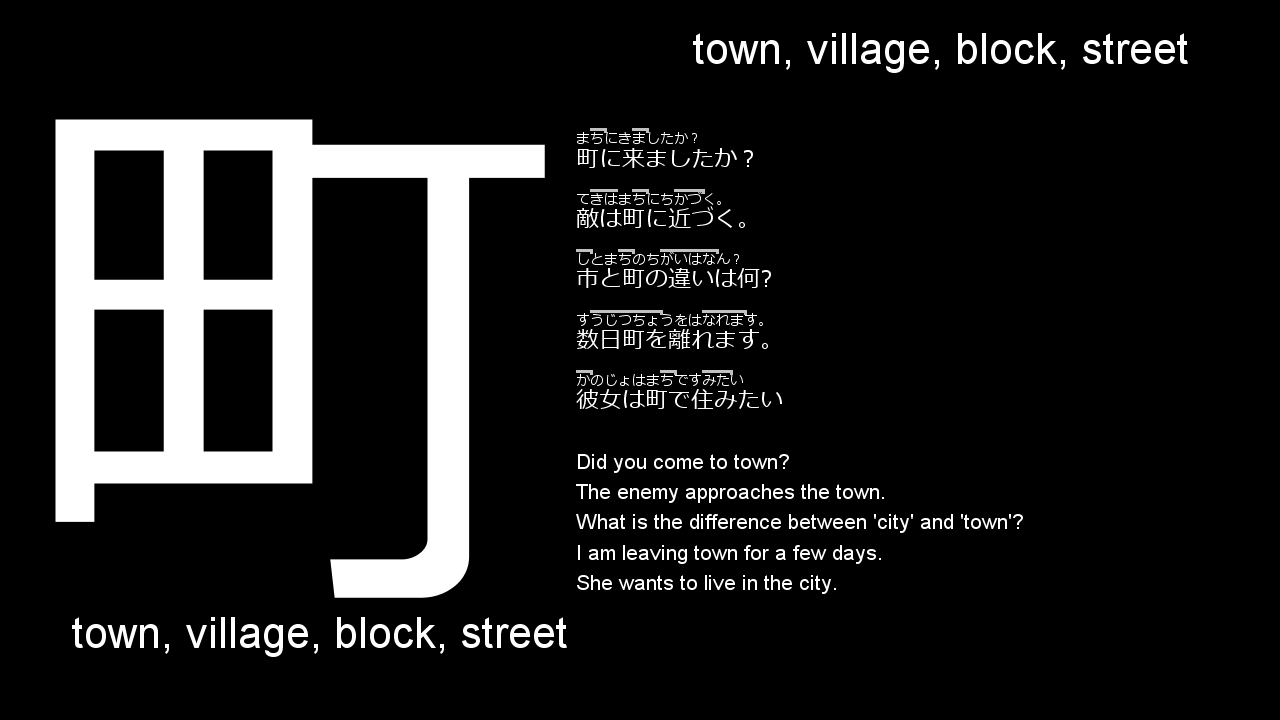 town, village, block, street
町
まちにきましたか？
町に来ましたか？
てきはまちにちかづく。
敵は町に近づく。
しとまちのちがいはなん？
市と町の違いは何?
すうじつちょうをはなれます。
数日町を離れます。
かのじょはまちですみたい
彼女は町で住みたい
Did you come to town?
The enemy approaches the town.
What is the difference between 'city' and 'town'?
I am leaving town for a few days.
She wants to live in the city.
town, village, block, street